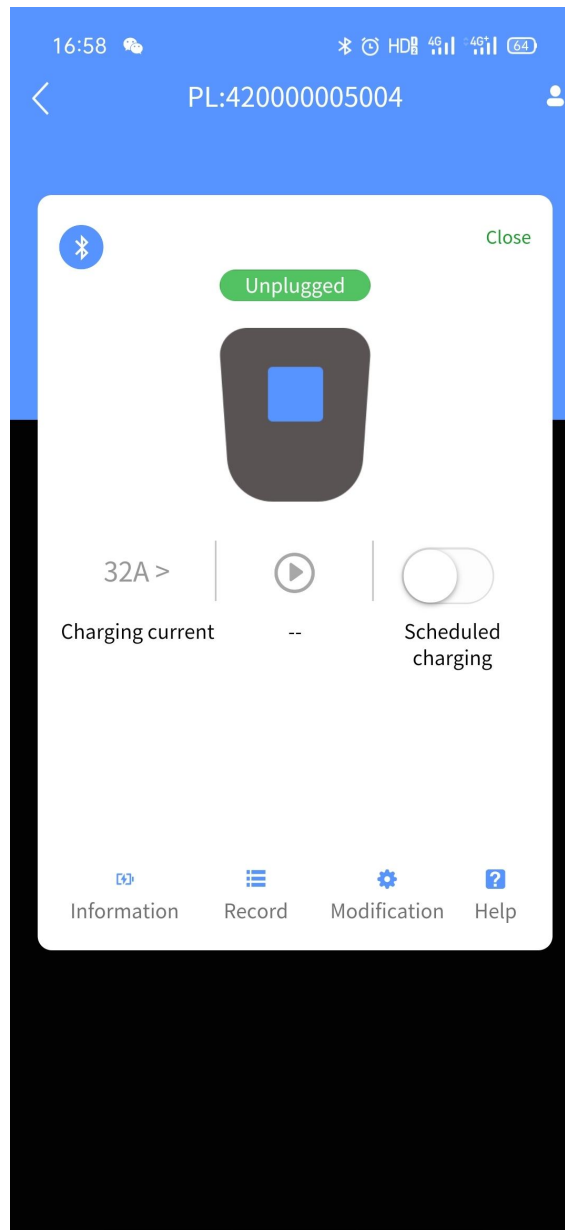 16:58 HD 4G 4G+ 64
PL:420000005004
Close
Unplugged
32A >
Charging current -- Scheduled
charging
Information Record Modification Help